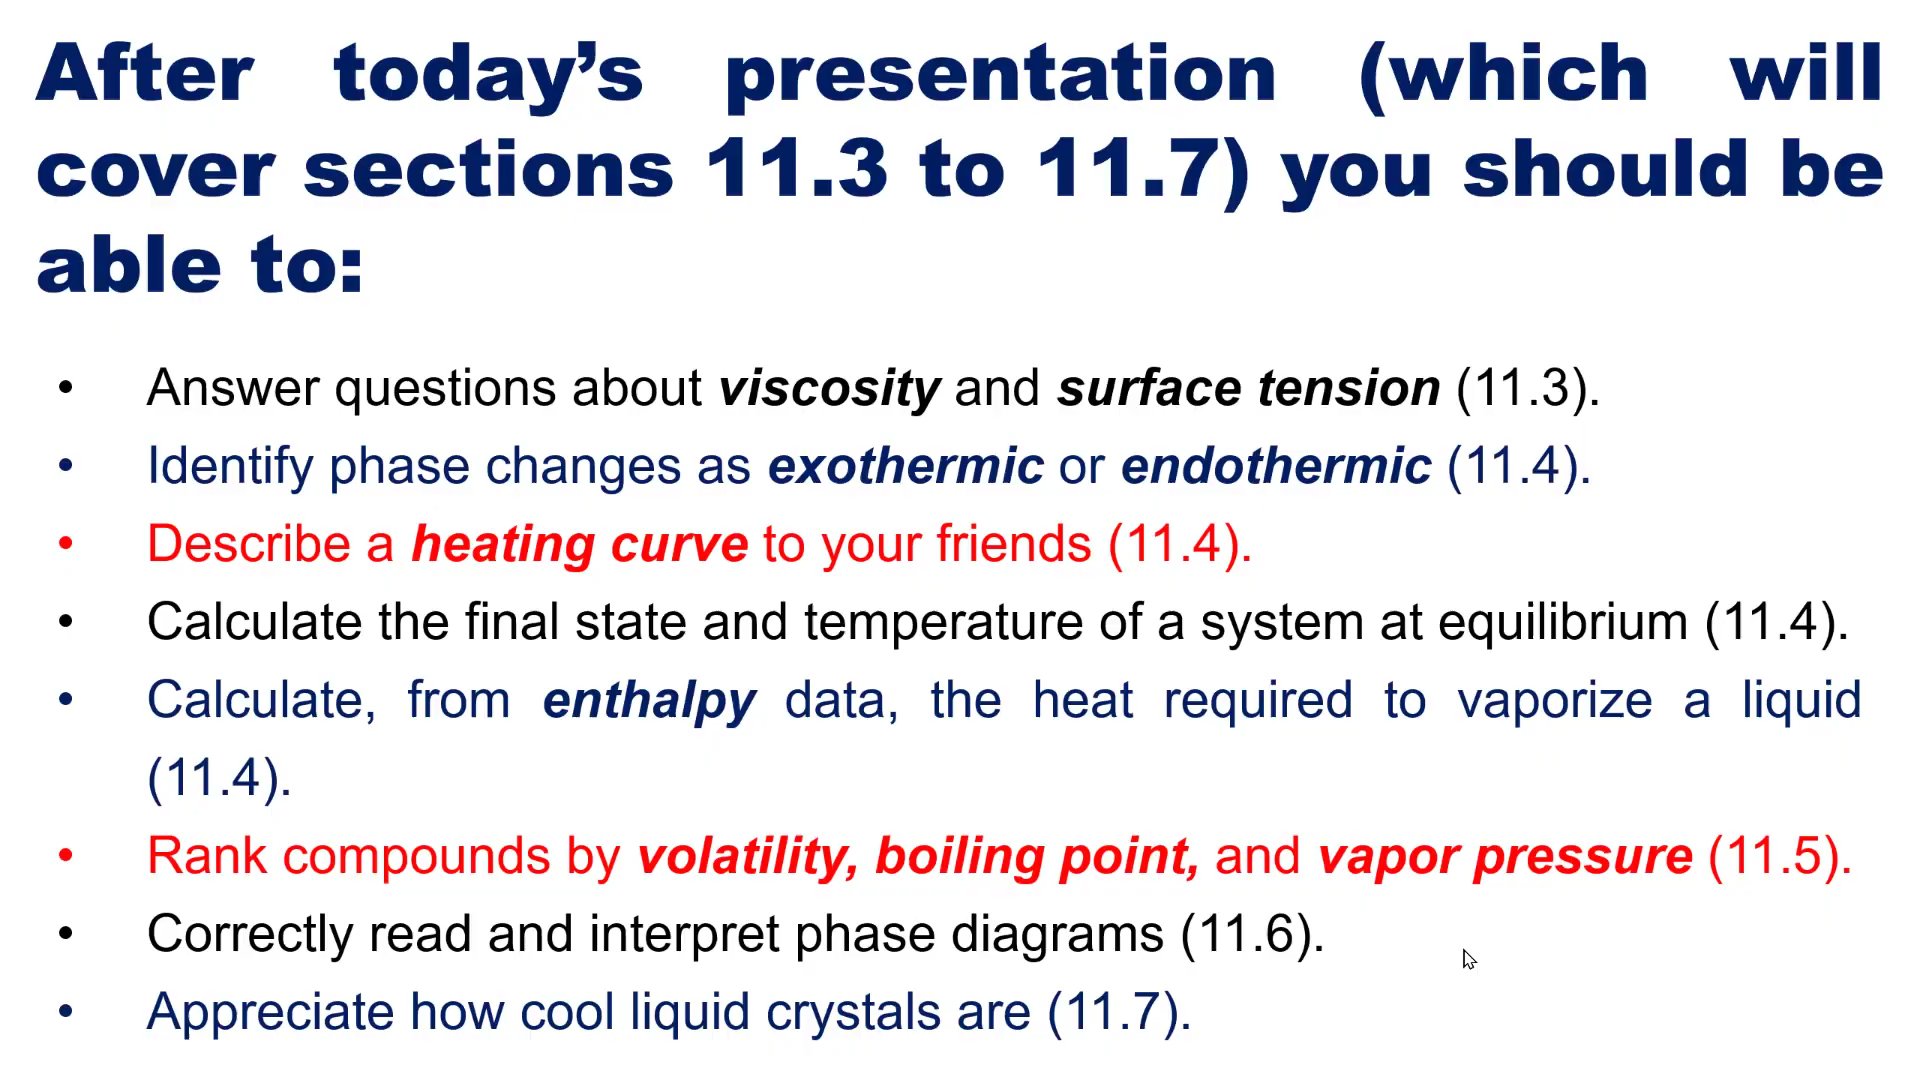 After today’s presentation (which will
cover sections 11.3 to 11.7) you should be
able to:
• Answer questions about viscosity and surface tension (11.3).
• Identify phase changes as exothermic or endothermic (11.4).
• Describe a heating curve to your friends (11.4).
• Calculate the final state and temperature of a system at equilibrium (11.4).
• Calculate, from enthalpy data, the heat required to vaporize a liquid
(11.4).
• Rank compounds by volatility, boiling point, and vapor pressure (11.5).
• Correctly read and interpret phase diagrams (11.6).
• Appreciate how cool liquid crystals are (11.7).